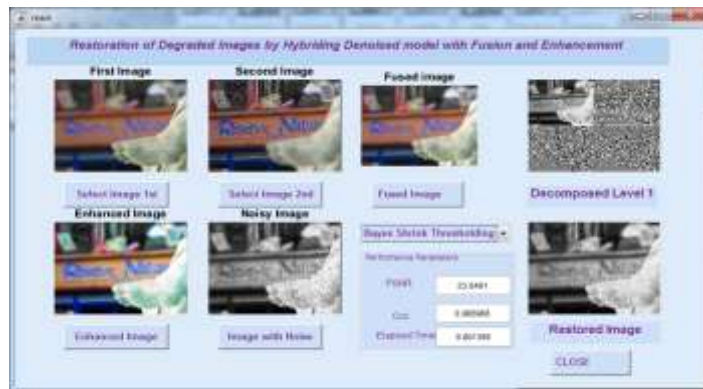 Restoration of Degraded Images by Hybriding Denoised model with Fusion and Enhancement
First Image
Second Image
Fused image
Select Image 1st
Select Image 2nd
Fused Image
Decomposed Level 1
Enhanced Image
Noisy Image
Bayes Shrink Thresholding
Performance Parameters
PSNR
Elapsed Time
Restored Image
Enhanced Image
Image with Noise
CLOSE